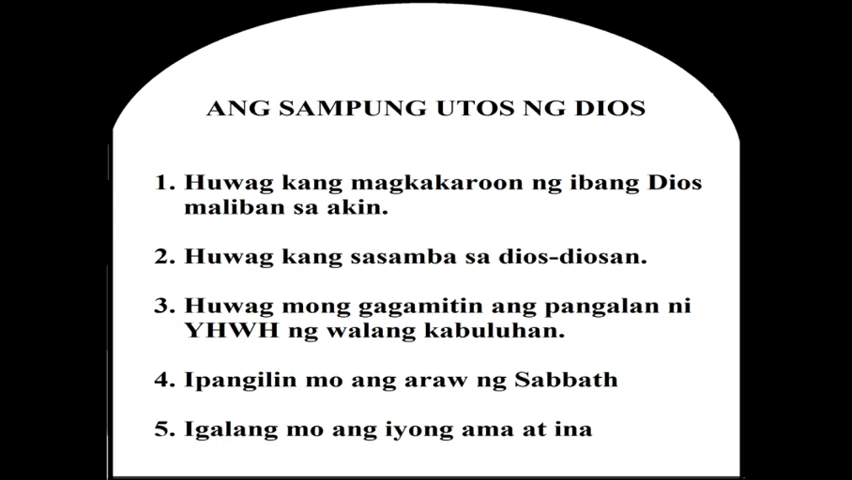 ANG SAMPUNG UTOS NG DIOS
1. Huwag kang magkakaroon ng ibang Dios
maliban sa akin.
2. Huwag kang sasamba sa dios-diosan.
3. Huwag mong gagamitin ang pangalan ni
YHWH ng walang kabuluhan.
4. Ipangilin mo ang araw ng Sabbath
5. Igalang mo ang iyong ama at ina